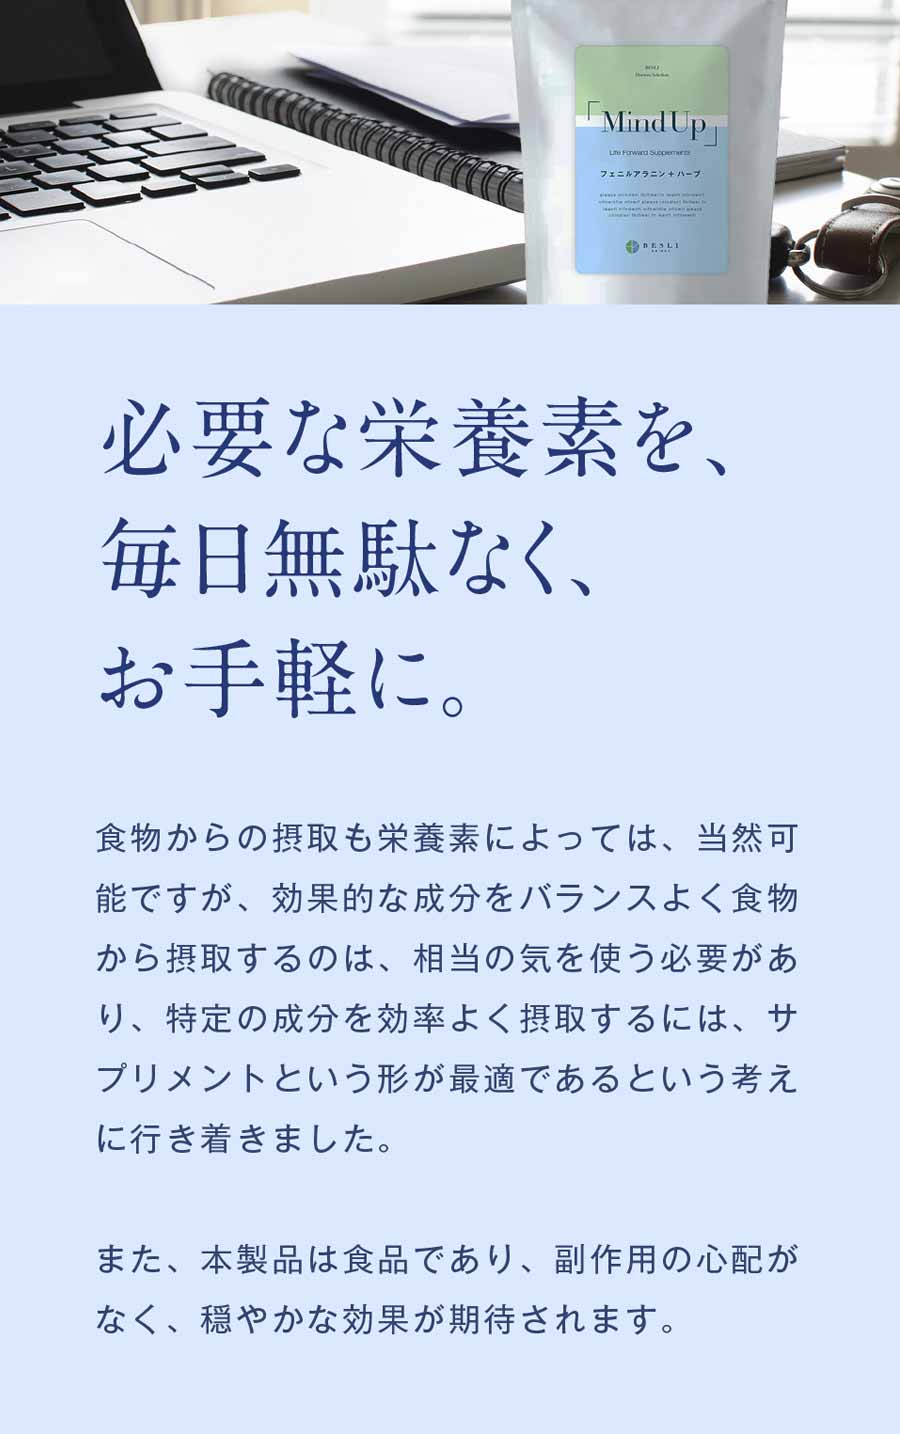 BESLI
「MindUp」
Life Forward Supplements
フェニルアラニン + ハーブ
BESLI
必要な栄養素を、
毎日無駄なく、
お手軽に。
食物からの摂取も栄養素によっては、当然可
能ですが、効果的な成分をバランスよく食物
から摂取するのは、相当の気を使う必要があ
り、特定の成分を効率よく摂取するには、サ
プリメントという形が最適であるという考え
に行き着きました。
また、本製品は食品であり、副作用の心配が
なく、穏やかな効果が期待されます。